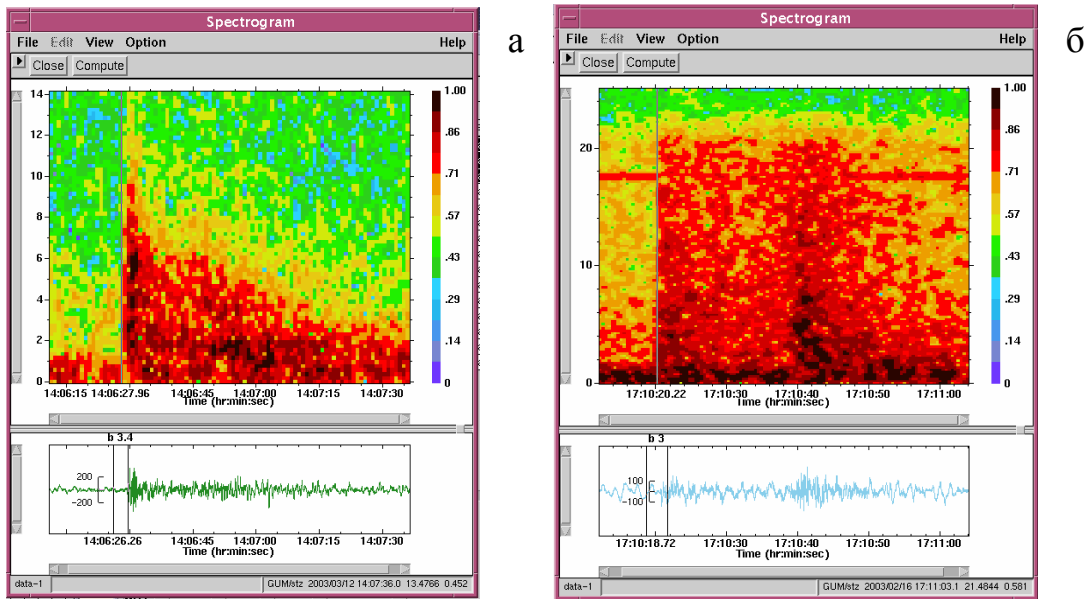 Spectrogram
File Edit View Option Help
Close Compute
14
12
10
8
6
4
2
0
1.00
.86
.71
.57
.43
.29
.14
0
14:06:15 14:06:27.96 14:06:45 14:07:00 14:07:15 14:07:30
Time (hr:min:sec)
b 3.4
200
-200
14:06:26.26 14:06:45 14:07:00 14:07:15 14:07:30
Time (hr:min:sec)
data-1 GUM/stz 2003/03/12 14:07:36.0 13.4766 0.452
а
Spectrogram
File Edit View Option Help
Close Compute
20
10
0
1.00
.86
.71
.57
.43
.29
.14
0
17:10:20.22 17:10:30 17:10:40 17:10:50 17:11:00
Time (hr:min:sec)
b 3
100
-100
17:10:18.72 17:10:30 17:10:40 17:10:50 17:11:00
Time (hr:min:sec)
data-1 GUM/stz 2003/02/16 17:11:03.1 21.4844 0.581
б